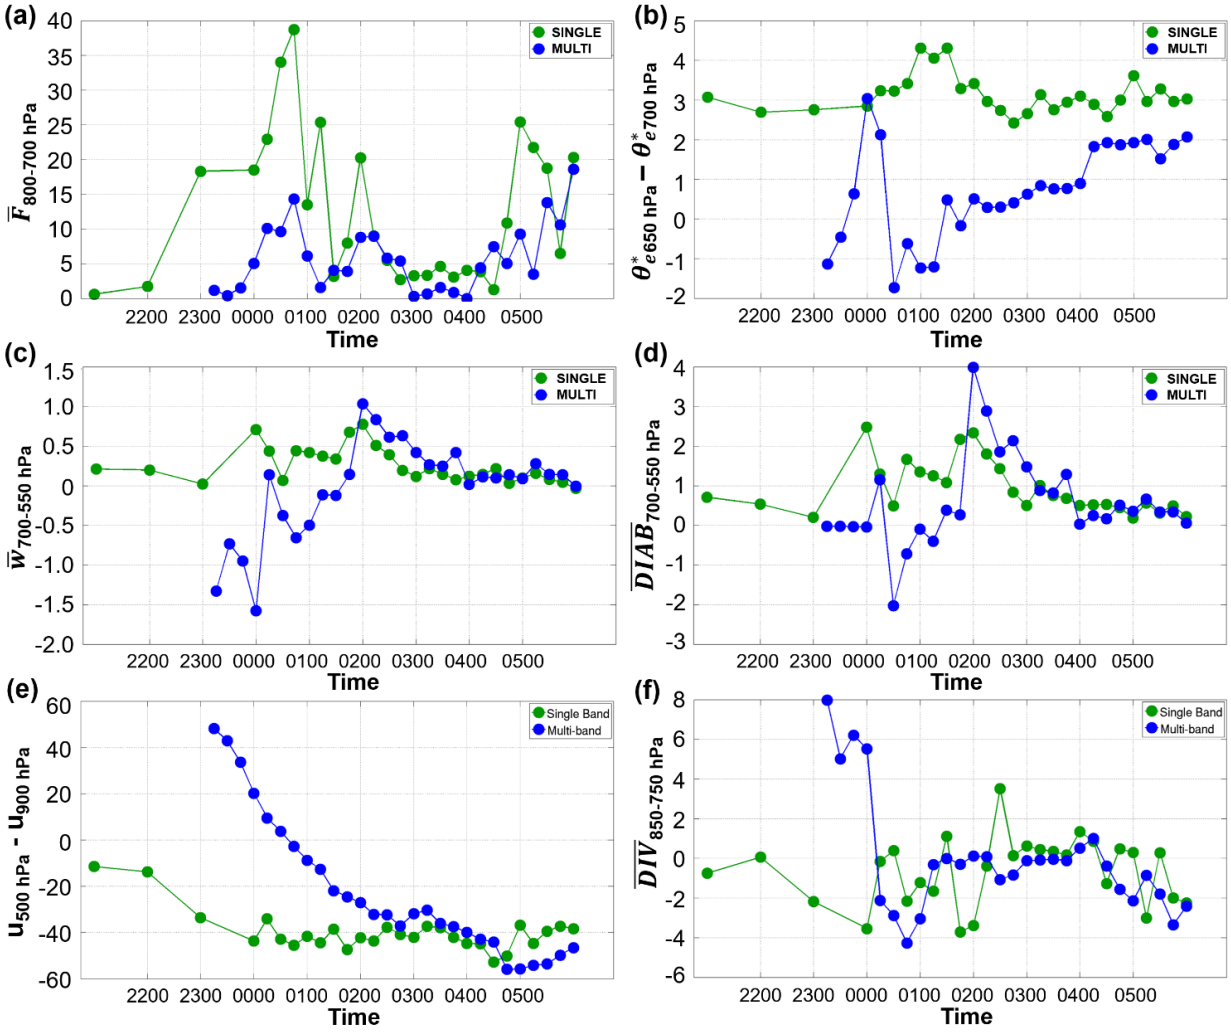 (a)
40
35
30
25
20
15
10
5
0
F̅800-700 hPa
SINGLE
MULTI
2200 2300 0000 0100 0200 0300 0400 0500
Time
(b)
5
4
3
2
1
0
-1
-2
θ*e650 hPa − θ*e700 hPa
SINGLE
MULTI
2200 2300 0000 0100 0200 0300 0400 0500
Time
(c)
1.5
1.0
0.5
0
-0.5
-1.0
-1.5
-2.0
w̅700-550 hPa
SINGLE
MULTI
2200 2300 0000 0100 0200 0300 0400 0500
Time
(d)
4
3
2
1
0
-1
-2
-3
D̅I̅A̅B̅700-550 hPa
SINGLE
MULTI
2200 2300 0000 0100 0200 0300 0400 0500
Time
(e)
60
40
20
0
-20
-40
-60
u500 hPa - u900 hPa
Single Band
Multi-band
2200 2300 0000 0100 0200 0300 0400 0500
Time
(f)
8
6
4
2
0
-2
-4
-6
D̅I̅V̅850-750 hPa
Single Band
Multi-band
2200 2300 0000 0100 0200 0300 0400 0500
Time